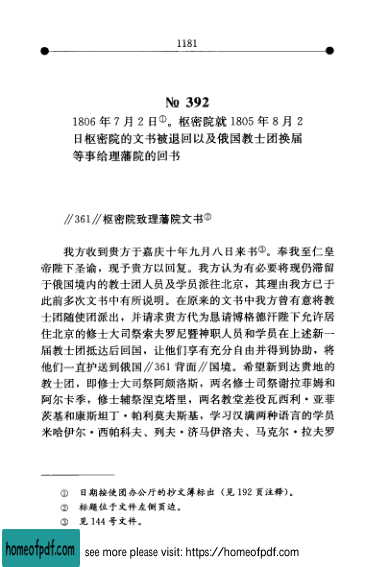 1181
№ 392
1806 年 7 月 2 日①。枢密院就 1805 年 8 月 2
日枢密院的文书被退回以及俄国教士团换届
等事给理藩院的回书
∥361∥枢密院致理藩院文书②
我方收到贵方于嘉庆十年九月八日来书③。奉我至仁皇
帝陛下圣谕，现予贵方以回复。我方认为有必要将现仍滞留
于俄国境内的教士团人员及学员派往北京，其理由我方已于
此前多次文书中有所说明。在原来的文书中我方曾有意将教
士团随使团派出，并请求贵方代为恳请博格德汗陛下允许居
住北京的修士大司祭索夫罗尼暨神职人员和学员在上述新一
届教士团抵达后回国，让他们享有充分自由并得到协助，将
他们一直护送到俄国∥361 背面∥国境。希望新到达贵地的
教士团，即修士大司祭阿颇洛斯，两名修士司祭谢拉菲姆和
阿尔卡季，修士辅祭涅克塔里，两名教堂差役瓦西利·亚菲
茨基和康斯坦丁·帕利莫夫斯基，学习汉满两种语言的学员
米哈伊尔·西帕科夫、列夫·济马伊洛夫、马克尔·拉夫罗
① 日期按使团办公厅的抄文簿标出（见 192 页注释）。
② 标题位于文件左侧页边。
③ 见 144 号文件。
homeofpdf.com
see more please visit: https://homeofpdf.com